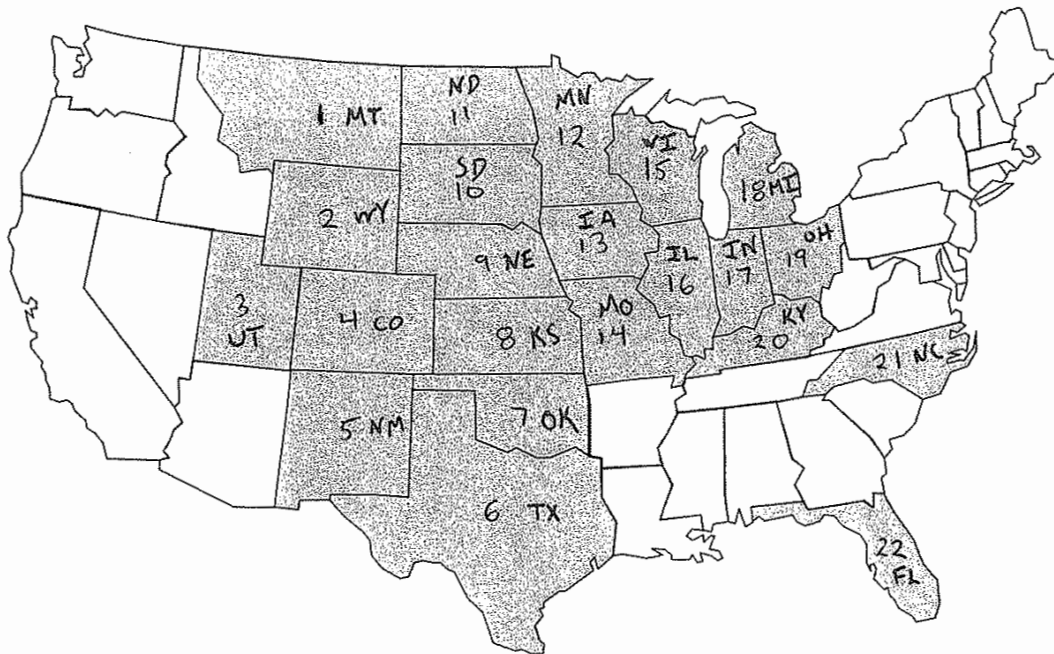 1 MT
2 WY
3
UT
4 CO
5 NM
6 TX
7 OK
8 KS
9 NE
SD
10
ND
11
MN
12
IA
13
MO
14
WI
15
IL
16
IN
17
18 MI
OH
19
KY
20
21 NC
22
FL